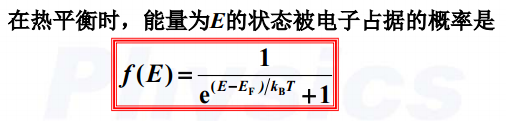 在热平衡时，能量为E的状态被电子占据的概率是
f(E)=1/(e^{(E-E_F)/k_BT}+1)
Physics